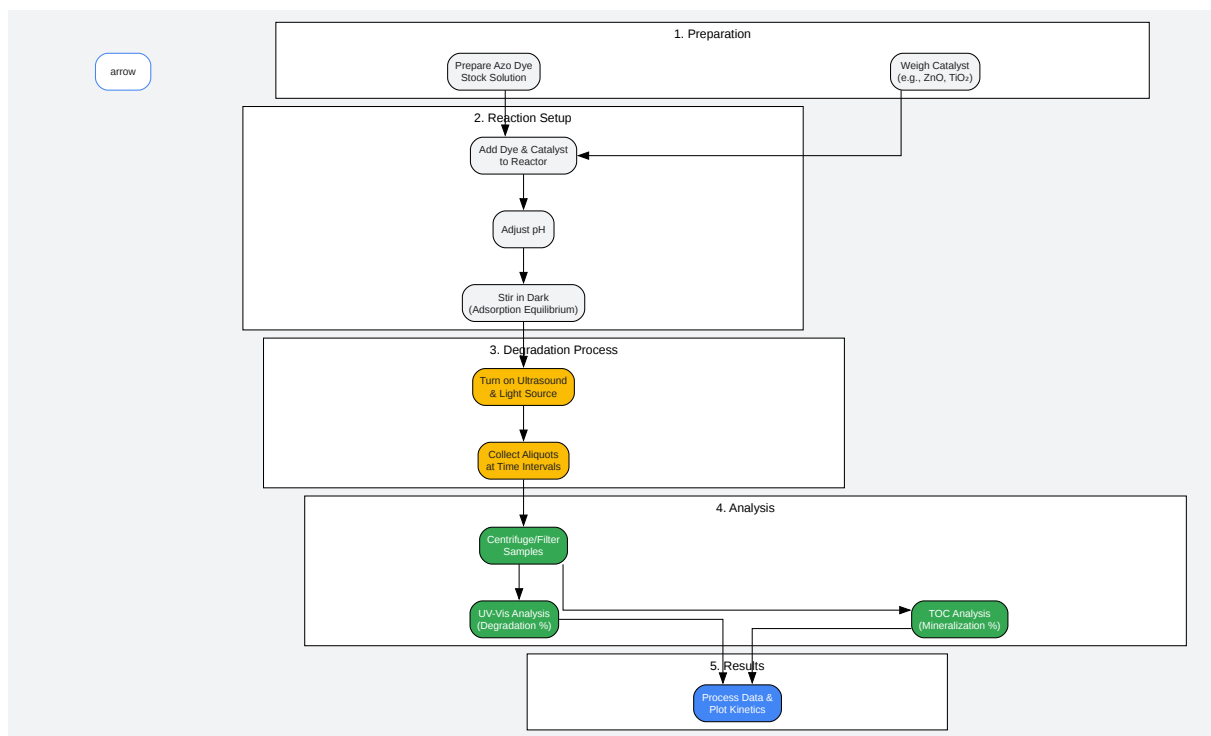 1. Preparation
arrow
Prepare Azo Dye
Stock Solution
Weigh Catalyst
(e.g., ZnO, TiO₂)
2. Reaction Setup
Add Dye & Catalyst
to Reactor
Adjust pH
Stir in Dark
(Adsorption Equilibrium)
3. Degradation Process
Turn on Ultrasound
& Light Source
Collect Aliquots
at Time Intervals
4. Analysis
Centrifuge/Filter
Samples
UV-Vis Analysis
(Degradation %)
TOC Analysis
(Mineralization %)
5. Results
Process Data &
Plot Kinetics